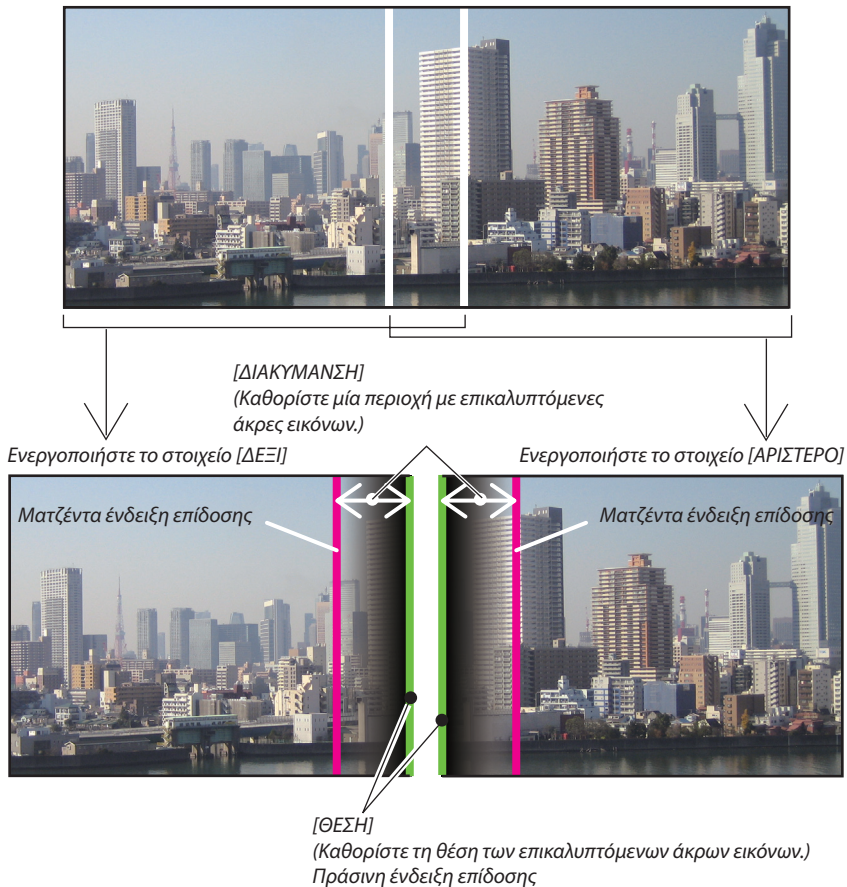 [ΔΙΑΚΥΜΑΝΣΗ]
(Καθορίστε μία περιοχή με επικαλυπτόμενες
άκρες εικόνων.)
Ενεργοποιήστε το στοιχείο [ΔΕΞΙ]
Ενεργοποιήστε το στοιχείο [ΑΡΙΣΤΕΡΟ]
Ματζέντα ένδειξη επίδοσης
Ματζέντα ένδειξη επίδοσης
[ΘΕΣΗ]
(Καθορίστε τη θέση των επικαλυπτόμενων άκρων εικόνων.)
Πράσινη ένδειξη επίδοσης